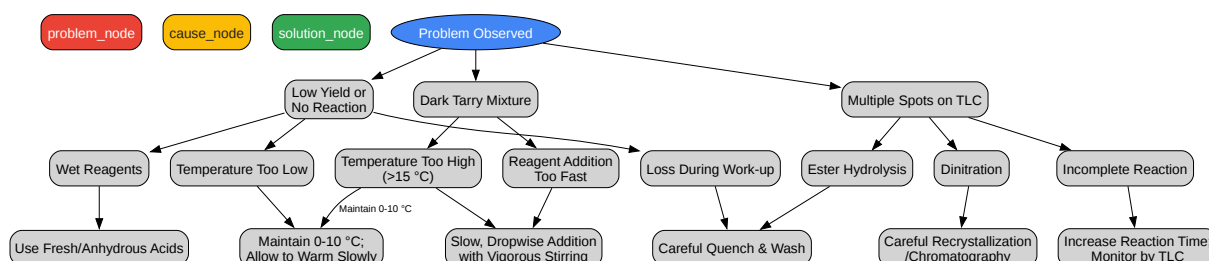 problem_node
cause_node
solution_node
Problem Observed
Low Yield or
No Reaction
Dark Tarry Mixture
Multiple Spots on TLC
Wet Reagents
Temperature Too Low
Temperature Too High
(>15 °C)
Reagent Addition
Too Fast
Loss During Work-up
Ester Hydrolysis
Dinitration
Incomplete Reaction
Maintain 0-10 °C
Use Fresh/Anhydrous Acids
Maintain 0-10 °C;
Allow to Warm Slowly
Slow, Dropwise Addition
with Vigorous Stirring
Careful Quench & Wash
Careful Recrystallization
/Chromatography
Increase Reaction Time
Monitor by TLC